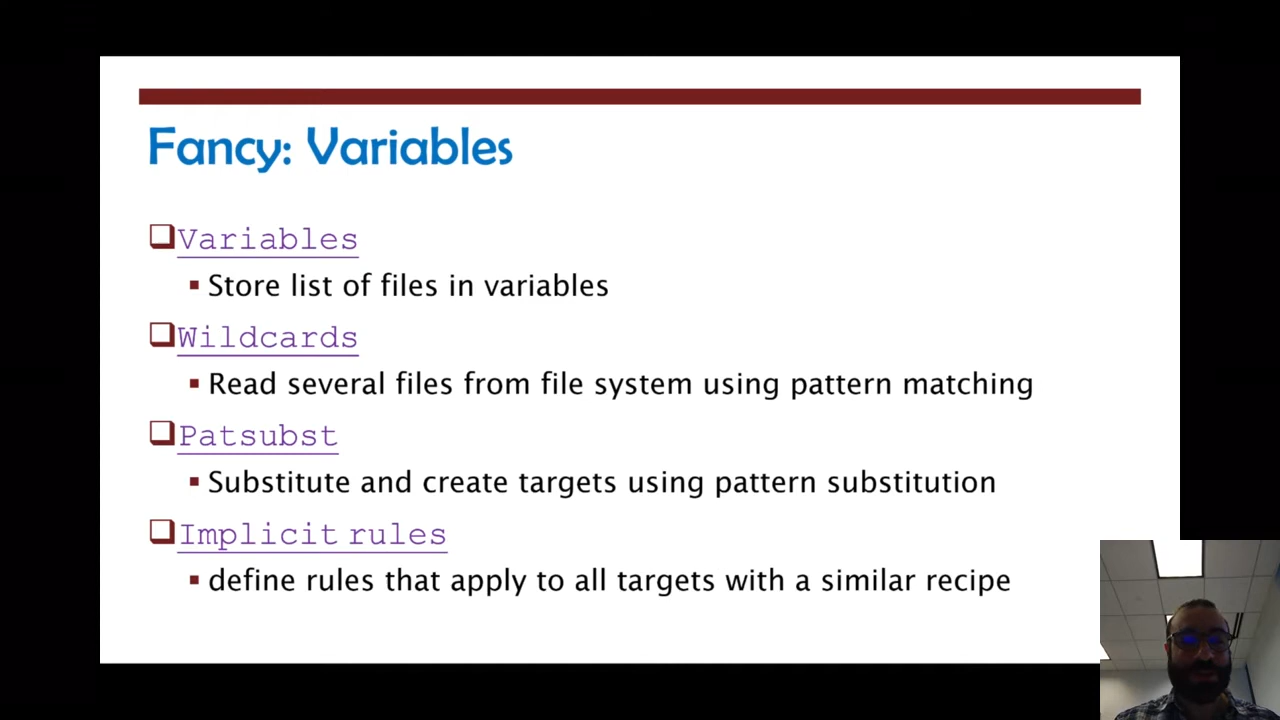 Fancy: Variables
Variables
Store list of files in variables
Wildcards
Read several files from file system using pattern matching
Patsubst
Substitute and create targets using pattern substitution
Implicit rules
define rules that apply to all targets with a similar recipe